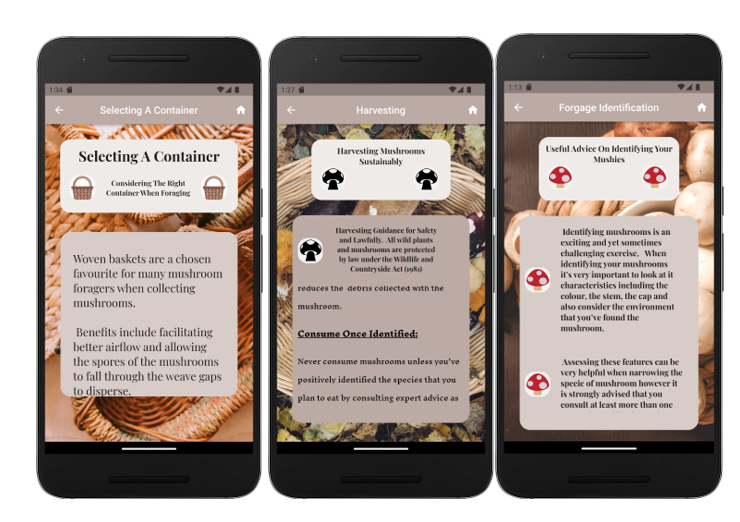 1:34
Selecting A Container
Selecting A Container
Considering The Right
Container When Foraging
Woven baskets are a chosen
favourite for many mushroom
foragers when collecting
mushrooms.
Benefits include facilitating
better airflow and allowing
the spores of the mushrooms
to fall through the weave gaps
to disperse.
1:27
Harvesting
Harvesting Mushrooms
Sustainably
Harvesting Guidance for Safety
and Lawfully. All wild plants
and mushrooms are protected
by law under the Wildlife and
Countryside Act (1981)
reduces the debris collected with the
mushroom.
Consume Once Identified:
Never consume mushrooms unless you've
positively identified the species that you
plan to eat by consulting expert advice as
1:13
Forgage Identification
Useful Advice On Identifying Your
Mushies
Identifying mushrooms is an
exciting and yet sometimes
challenging exercise. When
identifying your mushrooms
it's very important to look at it
characteristics including the
colour, the stem, the cap and
also consider the environment
that you've found the
mushroom.
Assessing these features can be
very helpful when narrowing the
specie of mushroom however it
is strongly advised that you
consult at least more than one